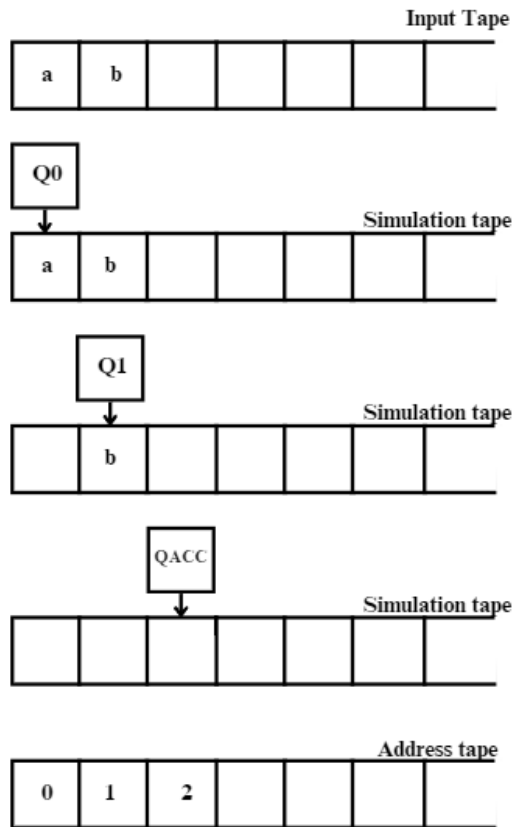 Input Tape
a b
Q0
Simulation tape
a b
Q1
Simulation tape
b
QACC
Simulation tape
Address tape
0 1 2